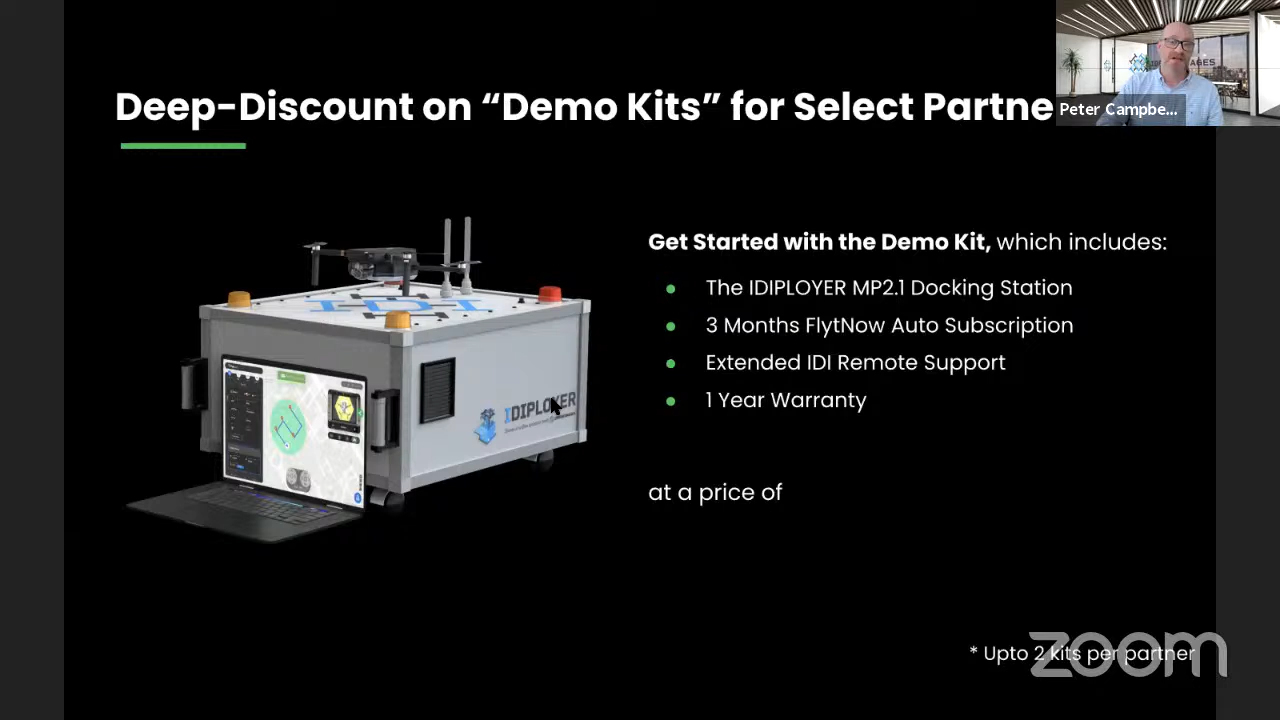 Deep-Discount on “Demo Kits” for Select Partne
AGES
Peter Campbe...
Get Started with the Demo Kit, which includes:
The IDIPLOYER MP2.1 Docking Station
3 Months FlytNow Auto Subscription
Extended IDI Remote Support
1 Year Warranty
IDI
IDIPLOYER
at a price of
* Upto 2 kits per partner
zoom